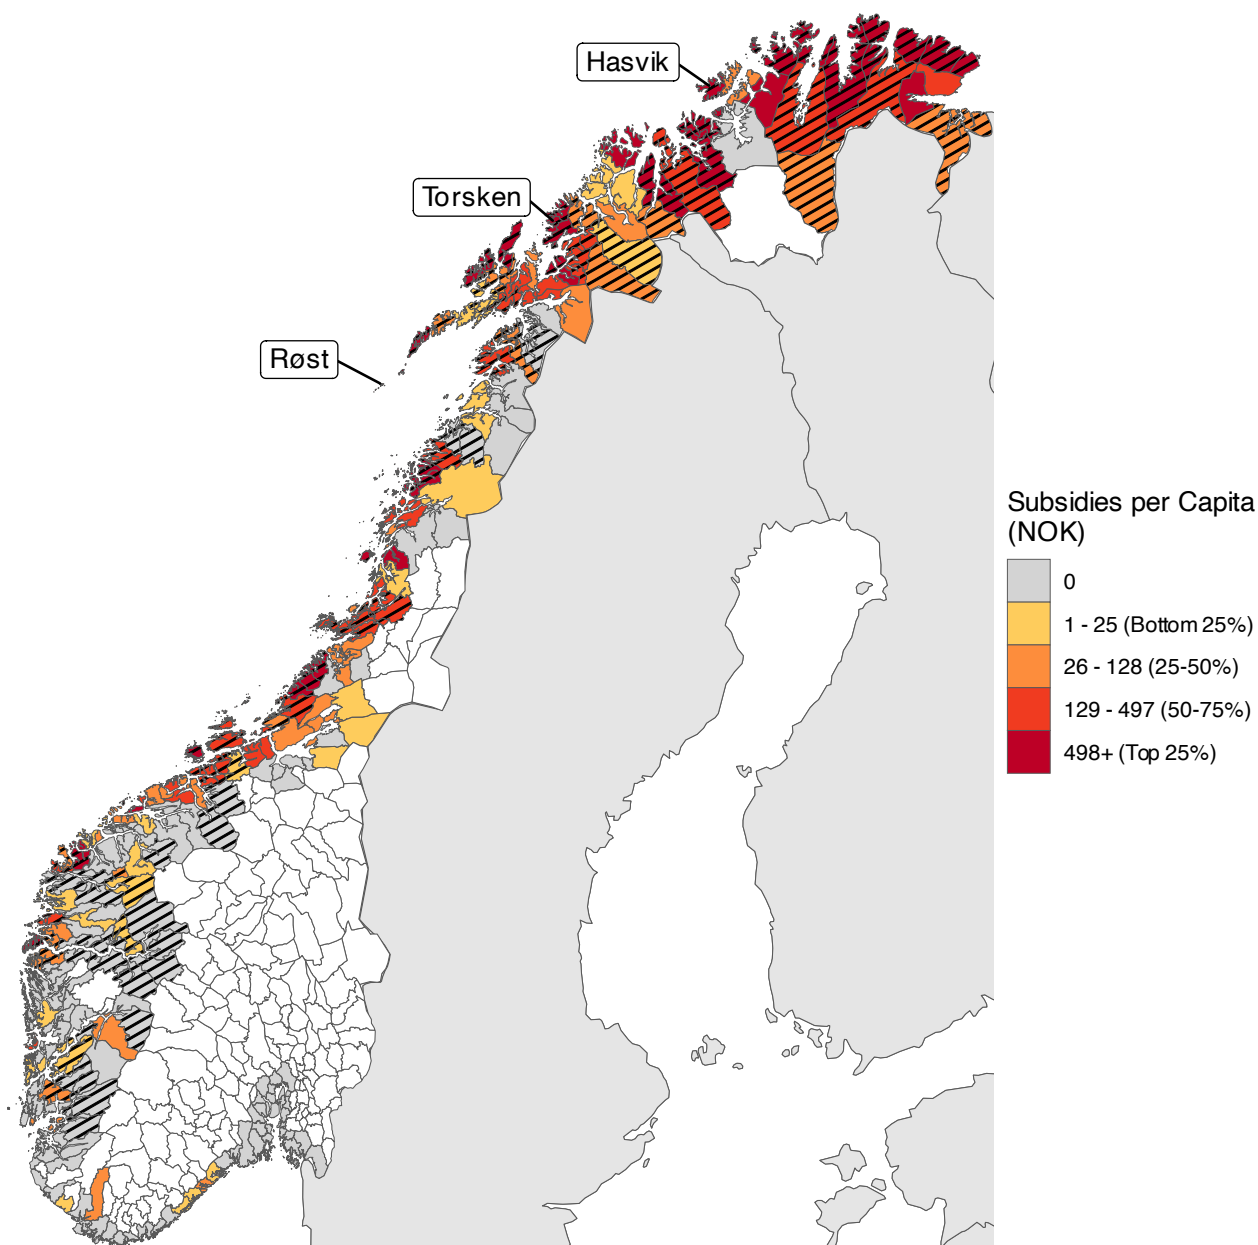 Hasvik
Torsken
Røst
Subsidies per Capita
(NOK)
0
1 - 25 (Bottom 25%)
26 - 128 (25-50%)
129 - 497 (50-75%)
498+ (Top 25%)